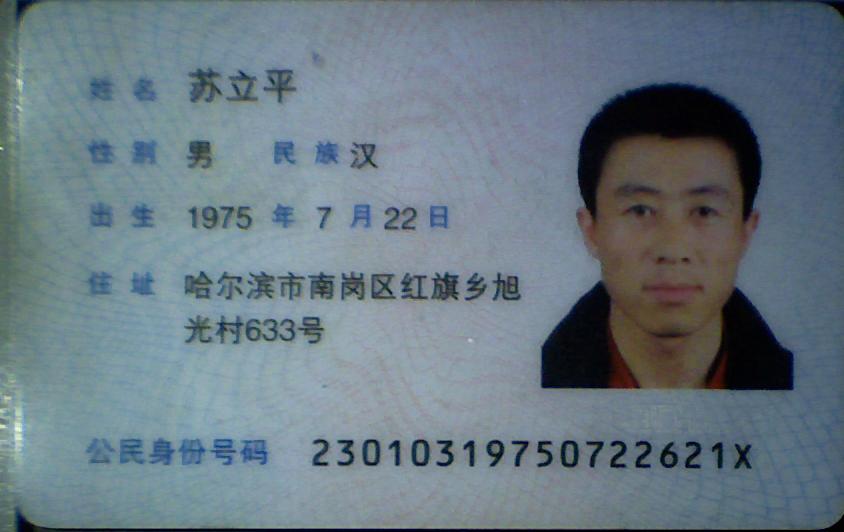 姓名 苏立平
性别 男 民族 汉
出生 1975 年 7 月 22 日
住址 哈尔滨市南岗区红旗乡旭
光村633号
公民身份号码 23010319750722621X